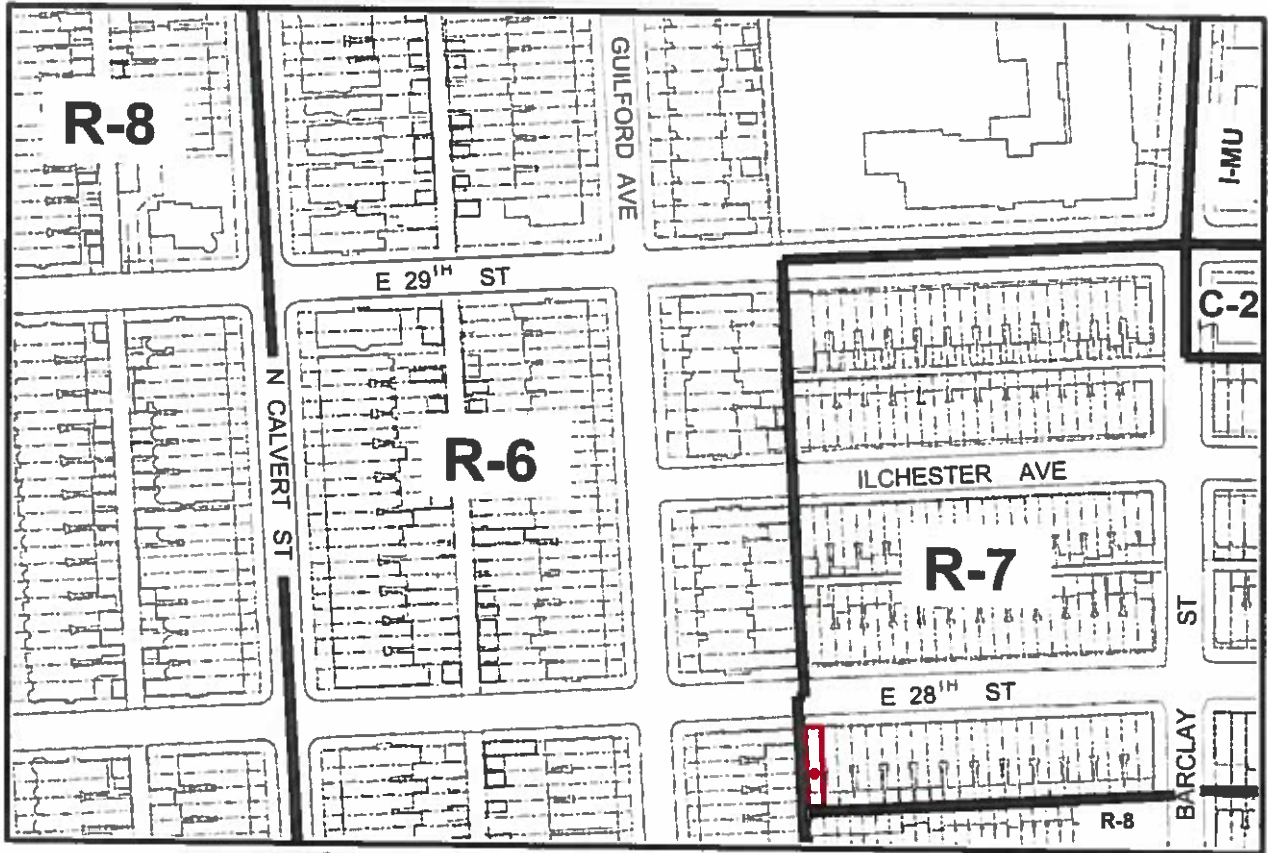 R-8
GUILFORD AVE
I-MU
E 29TH ST
C-2
N CALVERT ST
R-6
ILCHESTER AVE
R-7
E 28TH ST
BARCLAY ST
R-8